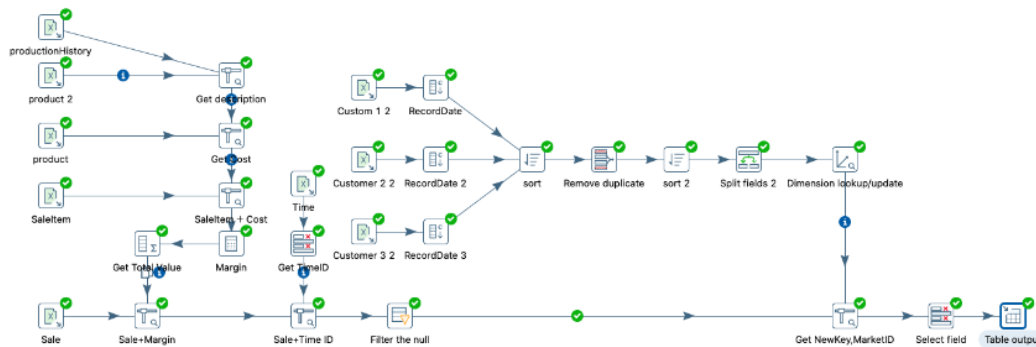 productionHistory
product 2
Get description
Custom 1 2
RecordDate
product
Get cost
Customer 2 2
RecordDate 2
sort
Remove duplicate
sort 2
Split fields 2
Dimension lookup/update
SaleItem
SaleItem + Cost
Time
Customer 3 2
RecordDate 3
Get Total Value
Margin
Get TimeID
Sale
Sale+Margin
Sale+Time ID
Filter the null
Get NewKey,MarketID
Select field
Table output